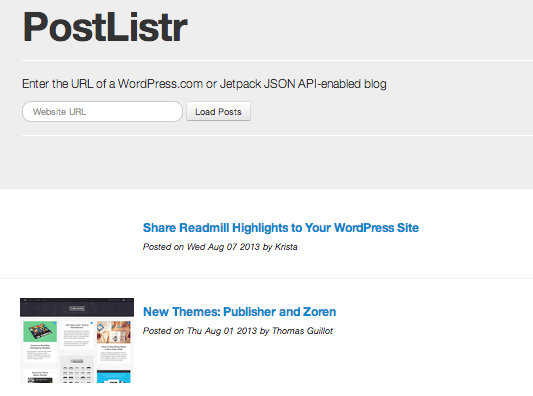 PostListr
Enter the URL of a WordPress.com or Jetpack JSON API-enabled blog
Website URL
Load Posts
Share Readmill Highlights to Your WordPress Site
Posted on Wed Aug 07 2013 by Krista
New Themes: Publisher and Zoren
Posted on Thu Aug 01 2013 by Thomas Guillot